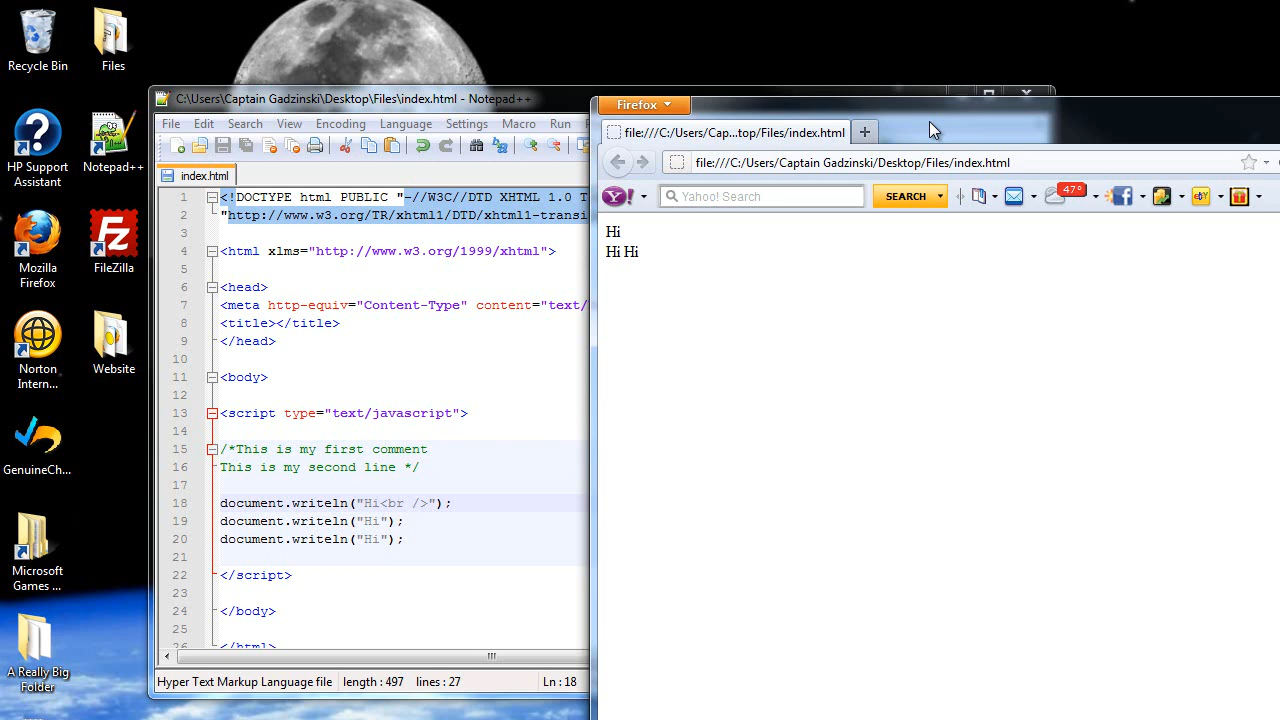 Recycle Bin
Files
HP Support
Assistant
Notepad++
Mozilla
Firefox
FileZilla
Norton
Intern...
Website
GenuineCh...
Microsoft
Games ...
A Really Big
Folder
C:\Users\Captain Gadzinski\Desktop\Files\index.html - Notepad++
File Edit Search View Encoding Language Settings Macro Run
index.html
1 <!DOCTYPE html PUBLIC "-//W3C//DTD XHTML 1.0 T
2 "http://www.w3.org/TR/xhtml1/DTD/xhtml1-transi
3
4 <html xlms="http://www.w3.org/1999/xhtml">
5
6 <head>
7 <meta http-equiv="Content-Type" content="text/
8 <title></title>
9 </head>
10
11 <body>
12
13 <script type="text/javascript">
14
15 /*This is my first comment
16 This is my second line */
17
18 document.writeln("Hi<br />");
19 document.writeln("Hi");
20 document.writeln("Hi");
21
22 </script>
23
24 </body>
25
26 </html>
Hyper Text Markup Language file length : 497 lines : 27 Ln : 18
Firefox
file:///C:/Users/Cap...top/Files/index.html
file:///C:/Users/Captain Gadzinski/Desktop/Files/index.html
Y! Yahoo! Search SEARCH 47° eBY
Hi
Hi Hi